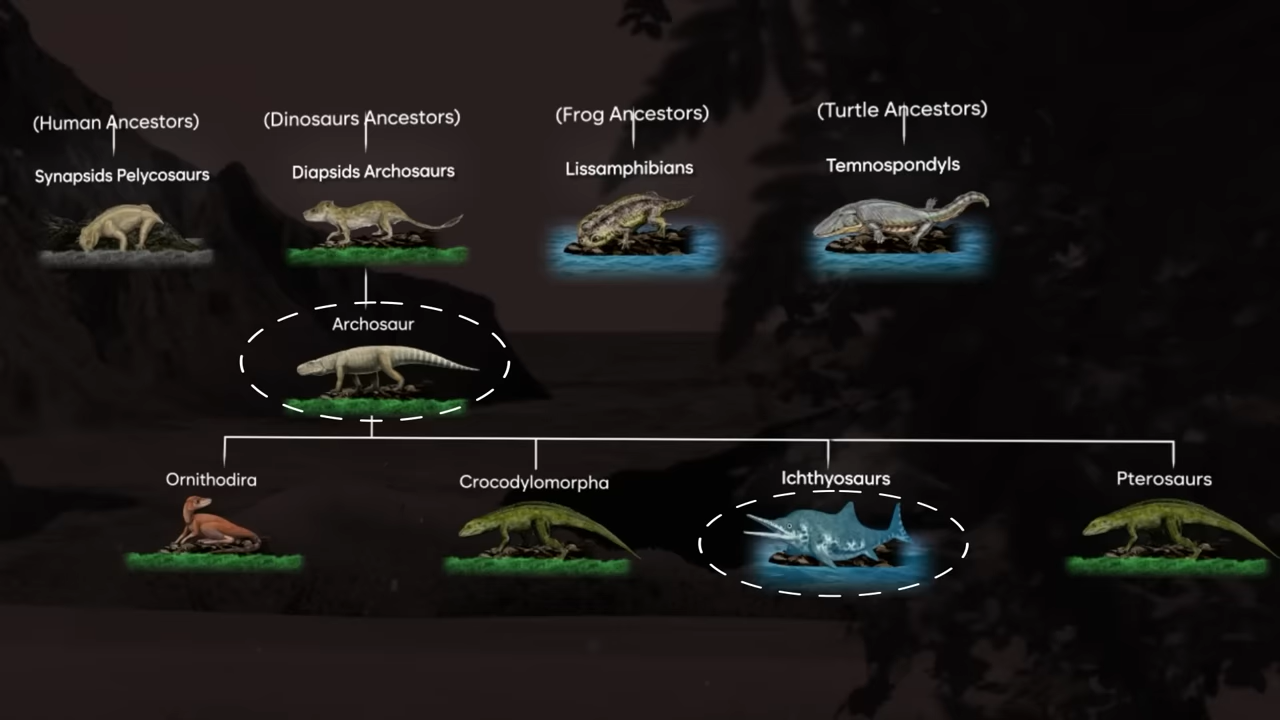 (Human Ancestors)
(Dinosaurs Ancestors)
(Frog Ancestors)
(Turtle Ancestors)
Synapsids Pelycosaurs
Diapsids Archosaurs
Lissamphibians
Temnospondyls
Archosaur
Ornithodira
Crocodylomorpha
Ichthyosaurs
Pterosaurs